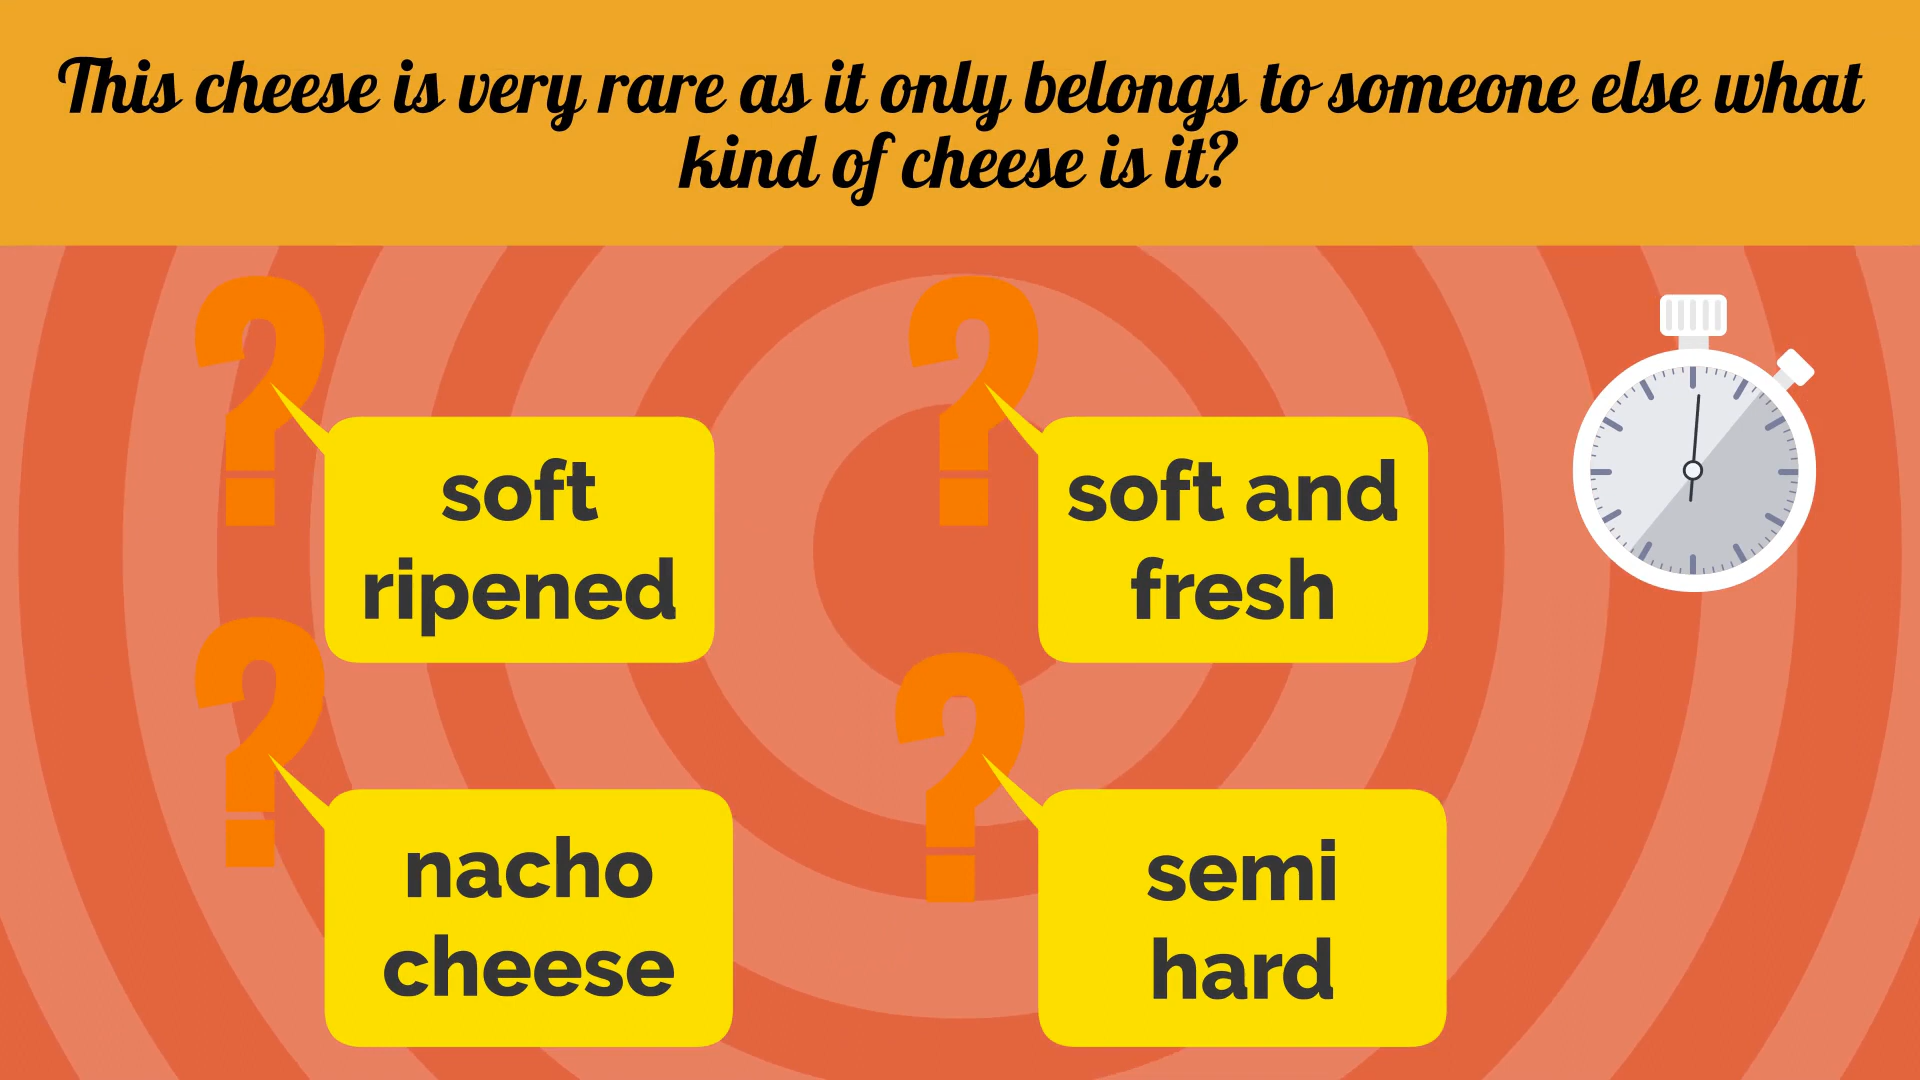 This cheese is very rare as it only belongs to someone else what
kind of cheese is it?
?
?
soft
ripened
soft and
fresh
?
?
nacho
cheese
semi
hard